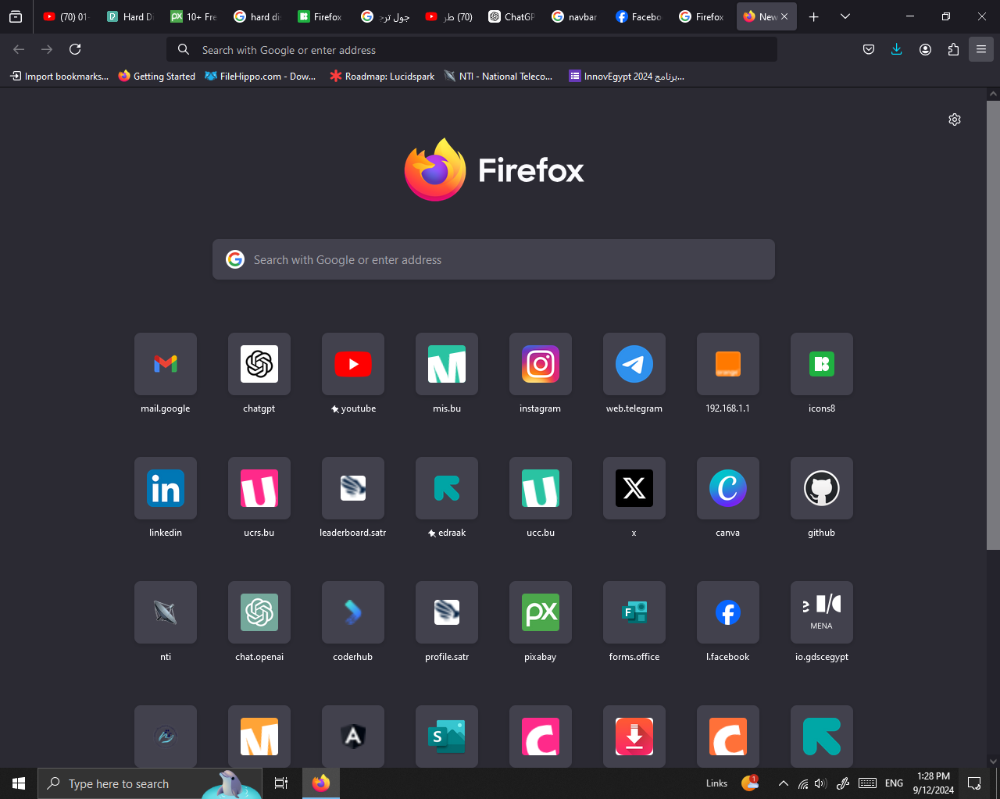 (70) 01-
Hard Di
10+ Fre
hard dis
Firefox
جول تر
(70) طر
ChatGP
navbar
Facebo
Firefox
New
Search with Google or enter address
Import bookmarks...
Getting Started
FileHippo.com - Dow...
Roadmap: Lucidspark
NTI - National Teleco...
InnovEgypt 2024 برنامج...
Firefox
Search with Google or enter address
mail.google
chatgpt
youtube
mis.bu
instagram
web.telegram
192.168.1.1
icons8
linkedin
ucrs.bu
leaderboard.satr
edraak
ucc.bu
x
canva
github
e I/O
MENA
nti
chat.openai
coderhub
profile.satr
pixabay
forms.office
l.facebook
io.gdscegypt
Type here to search
Links
1
ENG
1:28 PM
9/12/2024